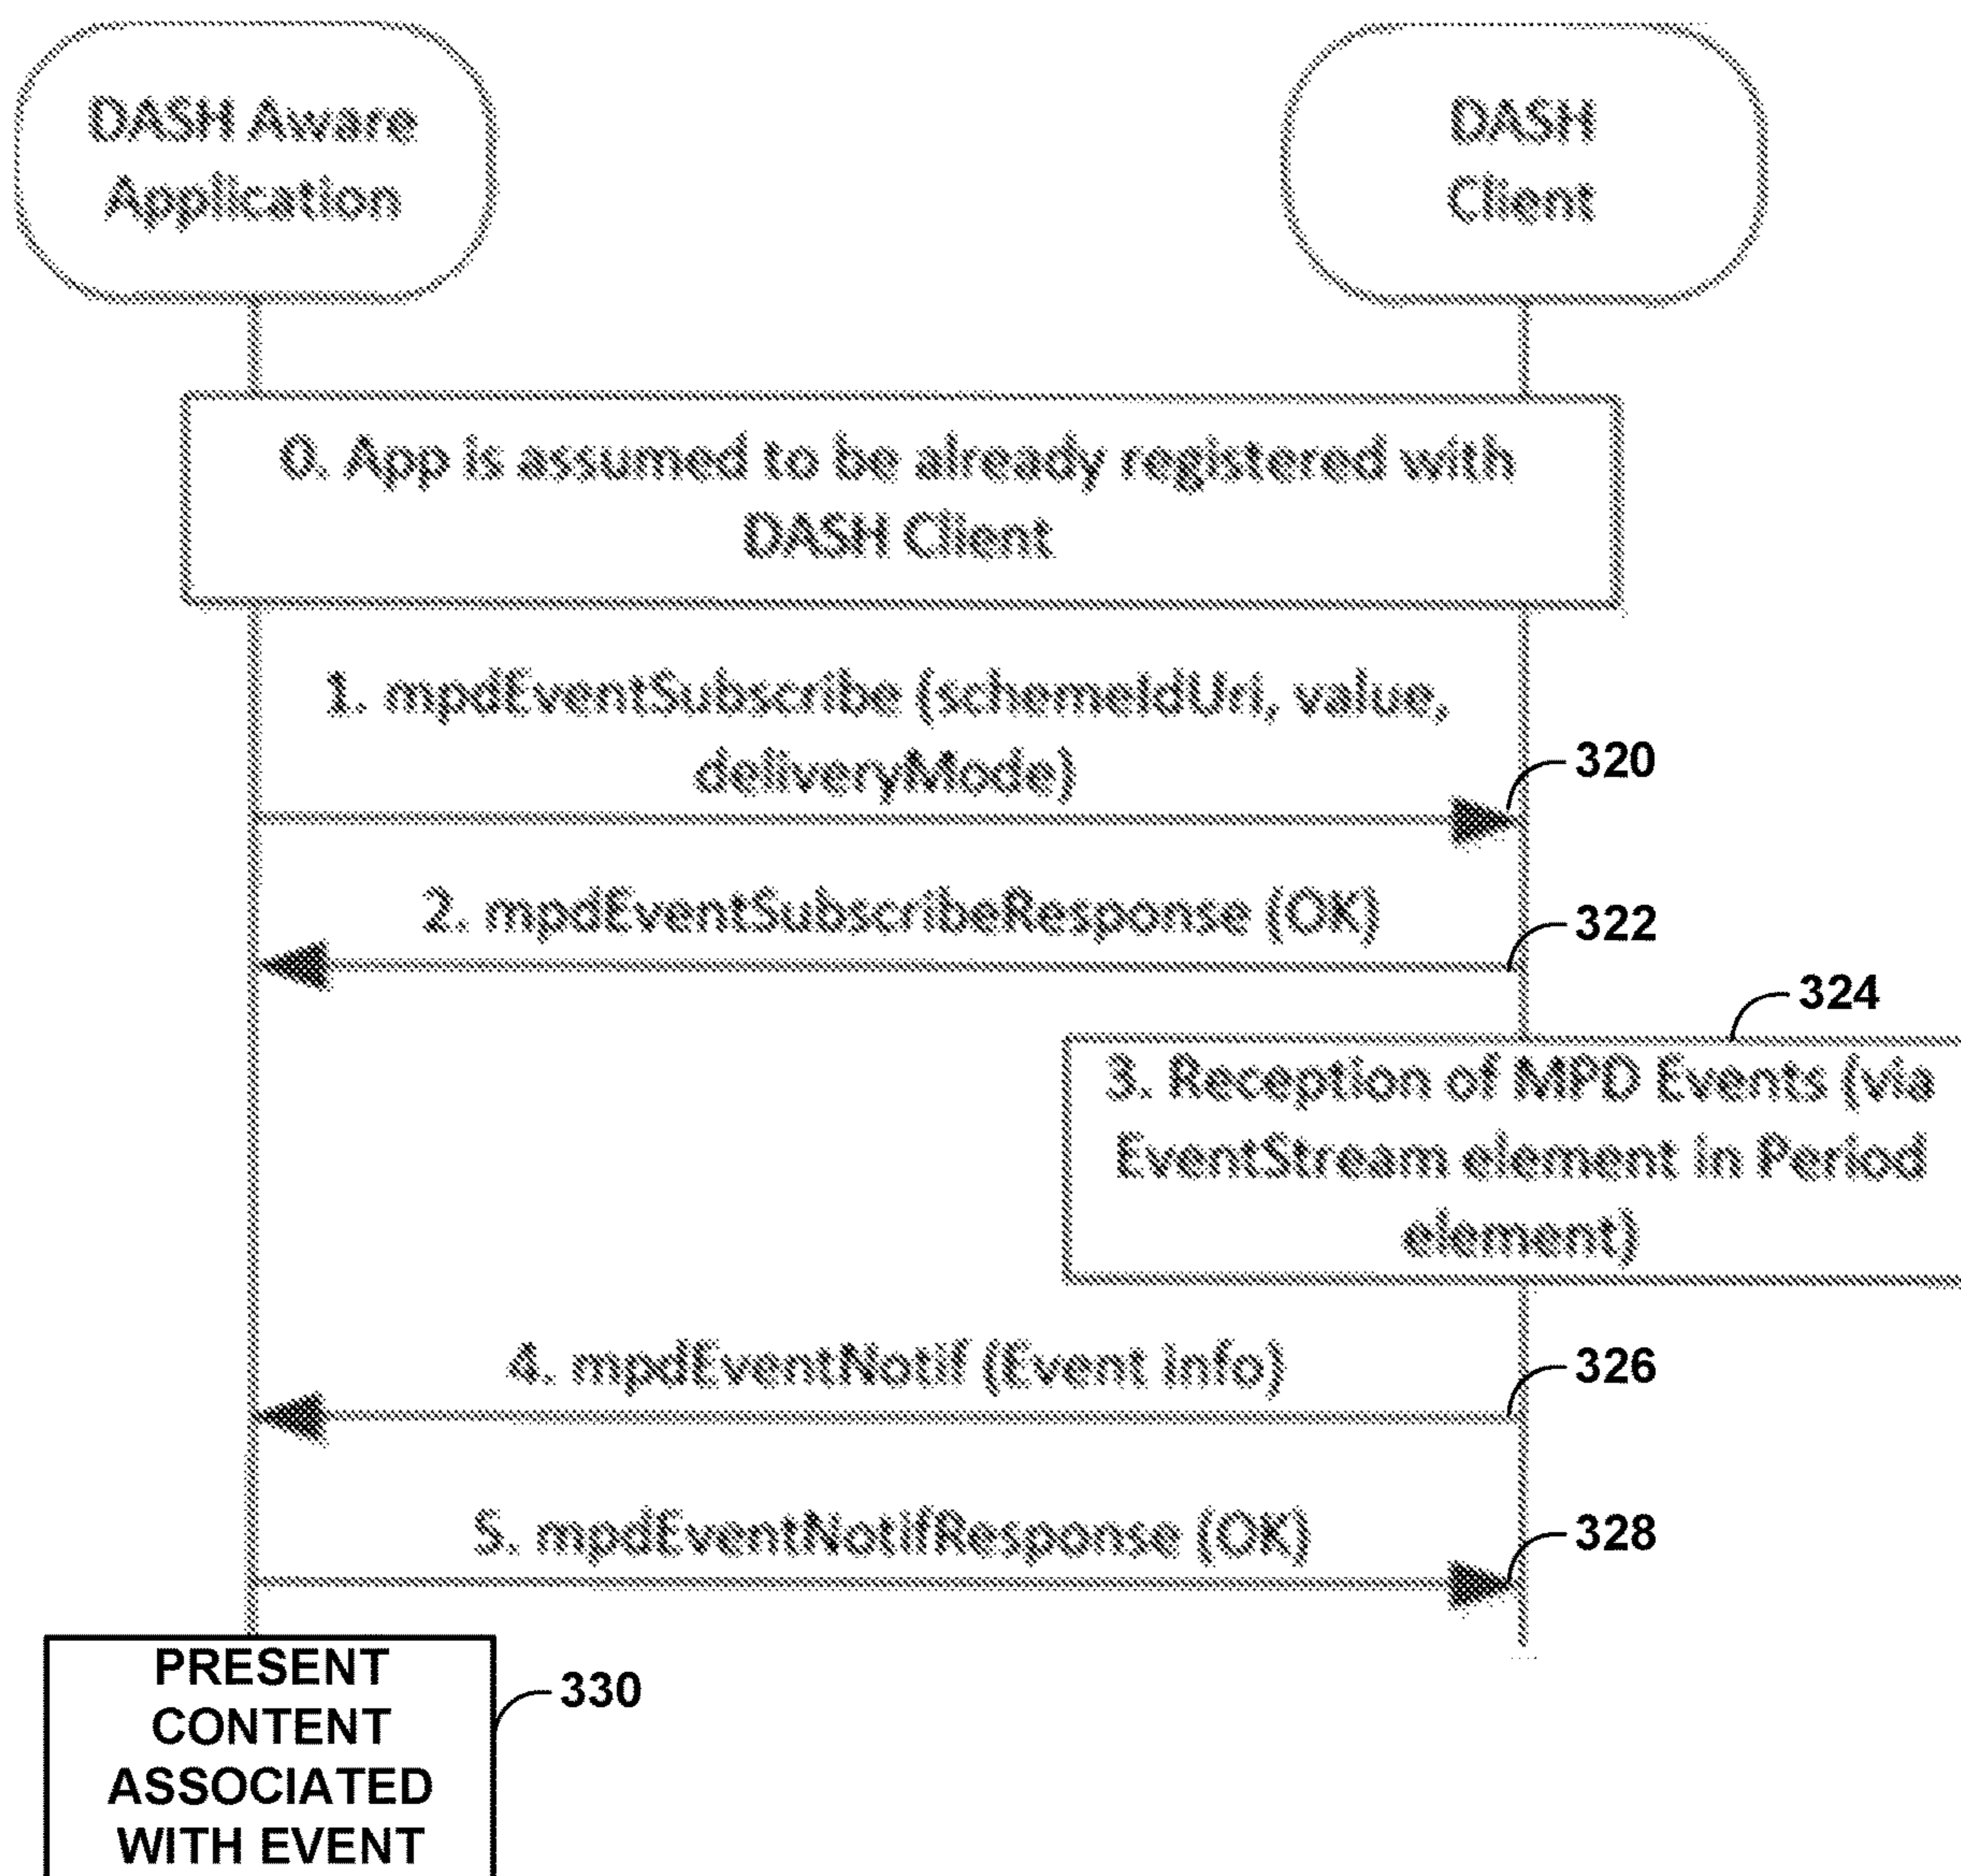 DASH Aware
Application
DASH
Client
0. App is assumed to be already registered with
DASH Client
1. mpdEventSubscribe (schemeIdUri, value,
deliveryMode)
320
2. mpdEventSubscribeResponse (OK)
322
324
3. Reception of MPD Events (via
EventStream element in Period
element)
4. mpdEventNotif (Event info)
326
5. mpdEventNotifResponse (OK)
328
PRESENT
CONTENT
ASSOCIATED
WITH EVENT
330